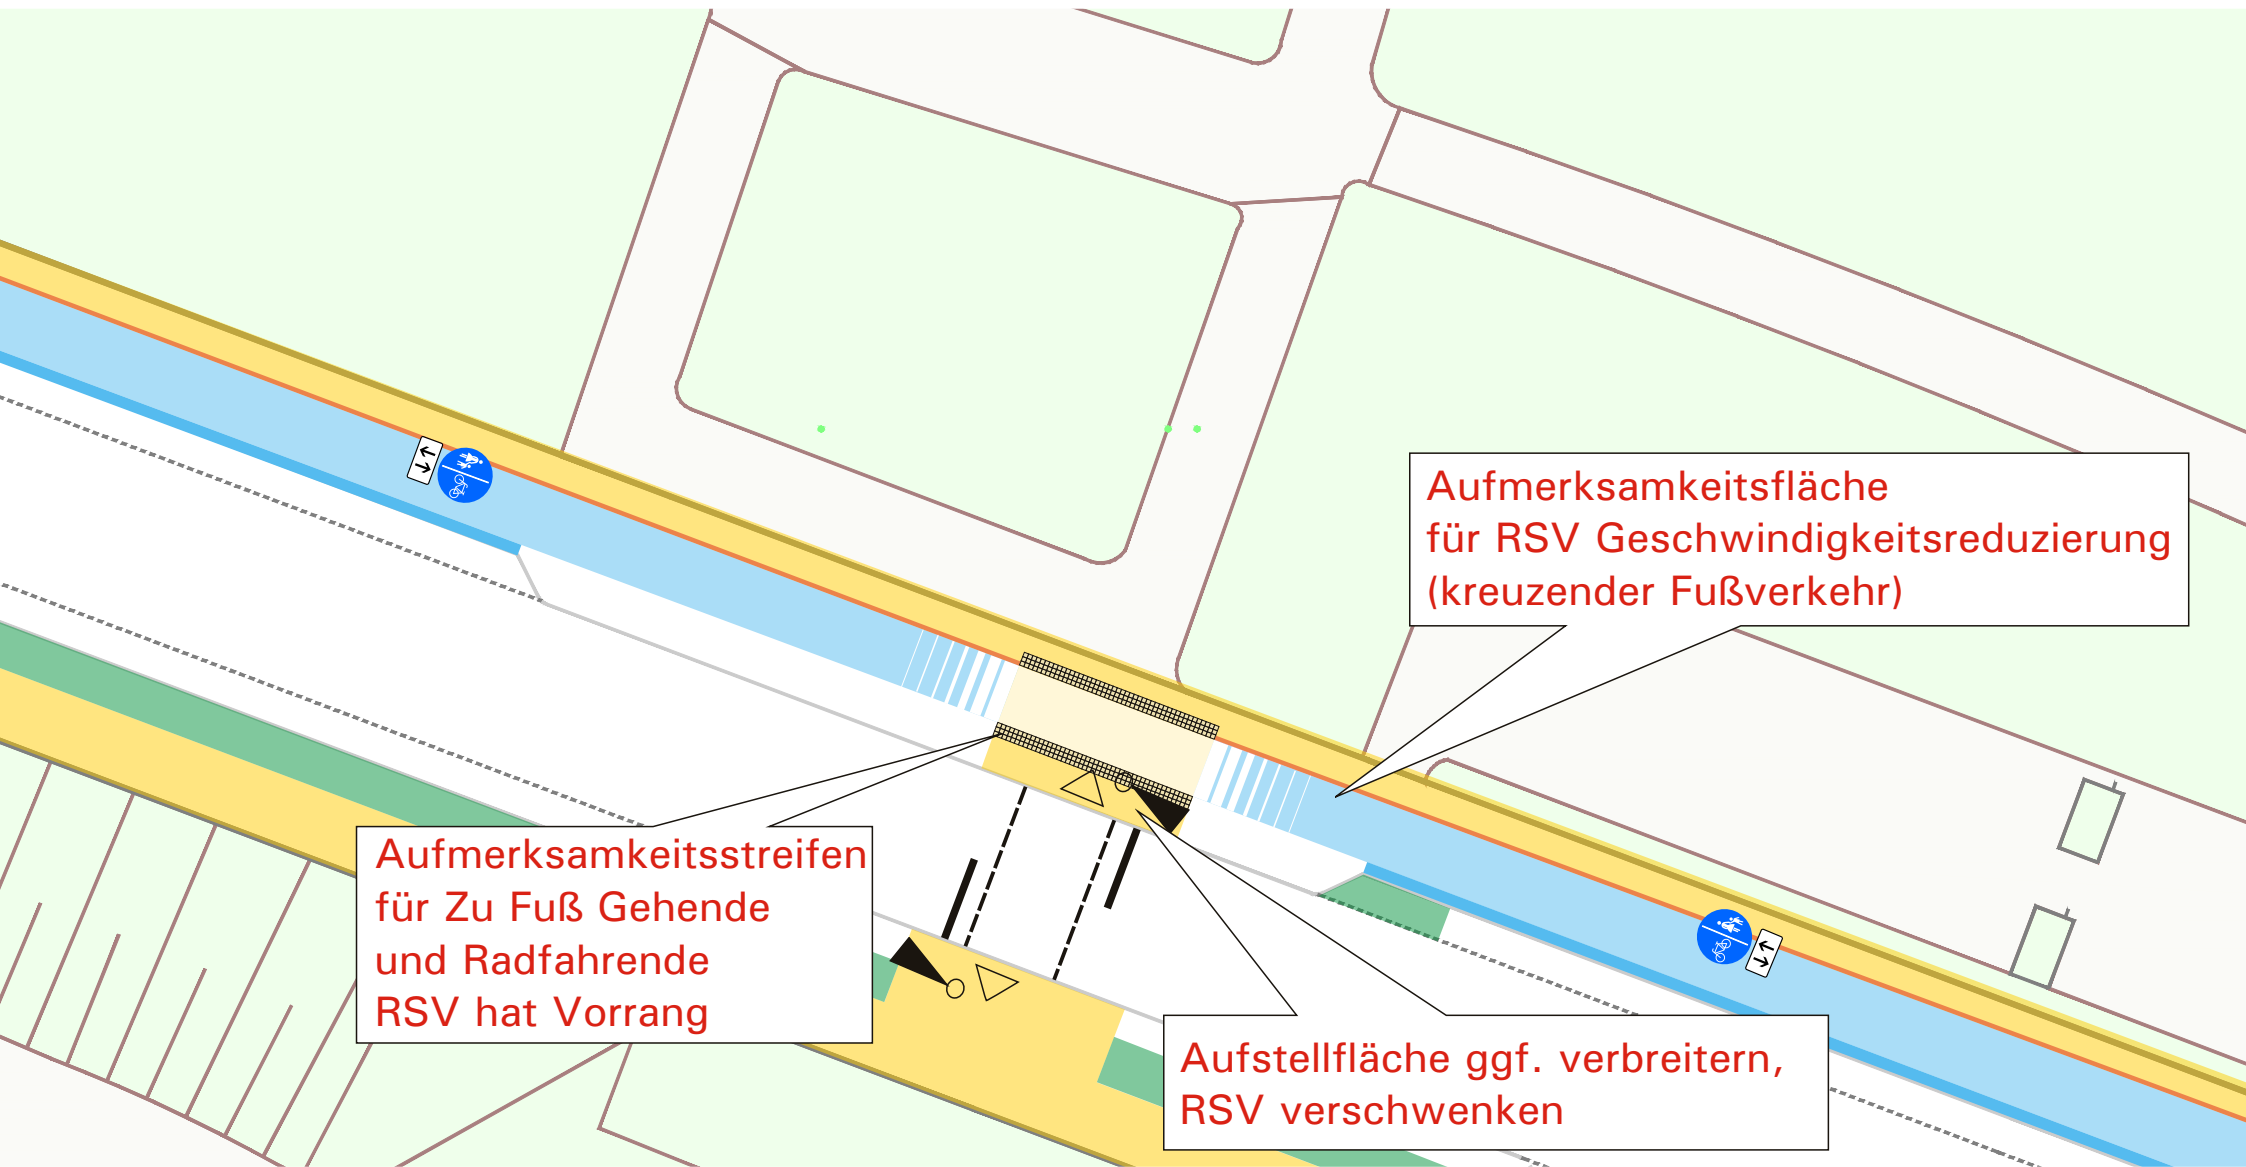 Aufmerksamkeitsfläche
für RSV Geschwindigkeitsreduzierung
(kreuzender Fußverkehr)
Aufmerksamkeitsstreifen
für Zu Fuß Gehende
und Radfahrende
RSV hat Vorrang
Aufstellfläche ggf. verbreitern,
RSV verschwenken